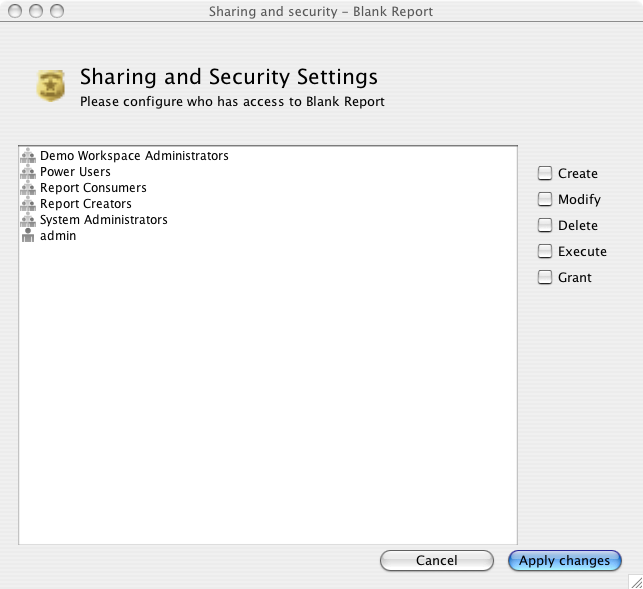 Sharing and security – Blank Report
Sharing and Security Settings
Please configure who has access to Blank Report
Demo Workspace Administrators
Power Users
Report Consumers
Report Creators
System Administrators
admin
Create
Modify
Delete
Execute
Grant
Cancel
Apply changes